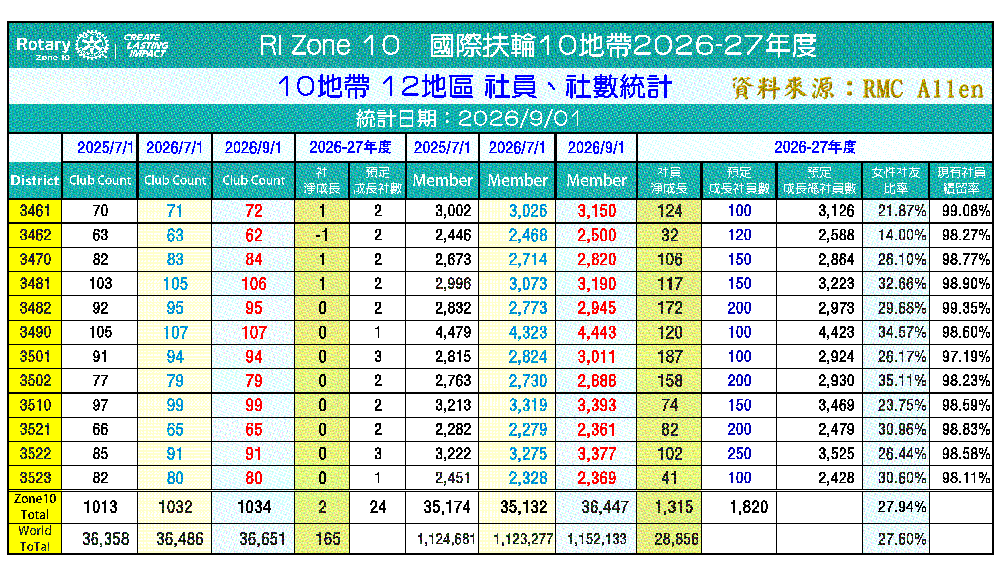 Rotary
Zone 10
CREATE
LASTING
IMPACT
RI Zone 10 國際扶輪10地帶2026-27年度
10地帶 12地區 社員、社數統計 資料來源：RMC Allen
統計日期：2026/9/01
2025/7/1 2026/7/1 2026/9/1 2026-27年度 2025/7/1 2026/7/1 2026/9/1 2026-27年度
District Club Count Club Count Club Count 社淨成長 預定成長社數 Member Member Member 社員淨成長 預定成長社員數 預定成長總社員數 女性社友比率 現有社員續留率
3461 70 71 72 1 2 3,002 3,026 3,150 124 100 3,126 21.87% 99.08%
3462 63 63 62 -1 2 2,446 2,468 2,500 32 120 2,588 14.00% 98.27%
3470 82 83 84 1 2 2,673 2,714 2,820 106 150 2,864 26.10% 98.77%
3481 103 105 106 1 2 2,996 3,073 3,190 117 150 3,223 32.66% 98.90%
3482 92 95 95 0 2 2,832 2,773 2,945 172 200 2,973 29.68% 99.35%
3490 105 107 107 0 1 4,479 4,323 4,443 120 100 4,423 34.57% 98.60%
3501 91 94 94 0 3 2,815 2,824 3,011 187 100 2,924 26.17% 97.19%
3502 77 79 79 0 2 2,763 2,730 2,888 158 200 2,930 35.11% 98.23%
3510 97 99 99 0 2 3,213 3,319 3,393 74 150 3,469 23.75% 98.59%
3521 66 65 65 0 2 2,282 2,279 2,361 82 200 2,479 30.96% 98.83%
3522 85 91 91 0 3 3,222 3,275 3,377 102 250 3,525 26.44% 98.58%
3523 82 80 80 0 1 2,451 2,328 2,369 41 100 2,428 30.60% 98.11%
Zone10 Total 1013 1032 1034 2 24 35,174 35,132 36,447 1,315 1,820 27.94%
World ToTal 36,358 36,486 36,651 165 1,124,681 1,123,277 1,152,133 28,856 27.60%